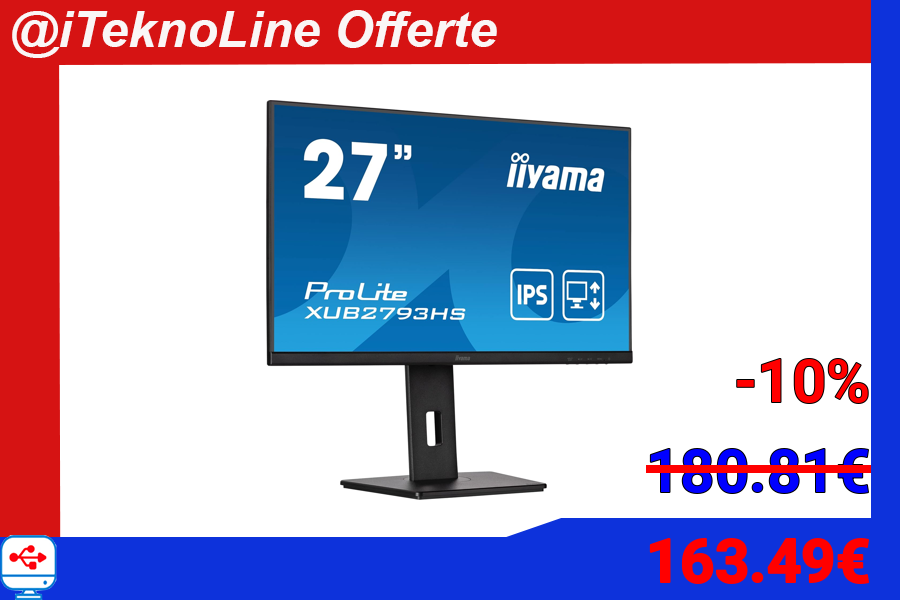 @iTeknoLine Offerte
27”
iiyama
ProLite
XUB2793HS
IPS
iiyama
-10%
180.81€
163.49€